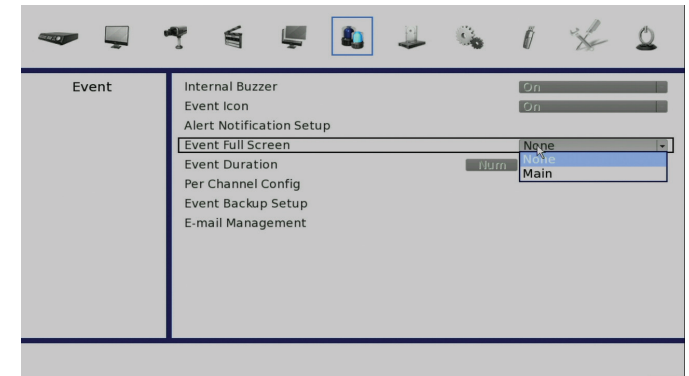 Event
Internal Buzzer On
Event Icon On
Alert Notification Setup
Event Full Screen None
None
Event Duration Num
Main
Per Channel Config
Event Backup Setup
E-mail Management